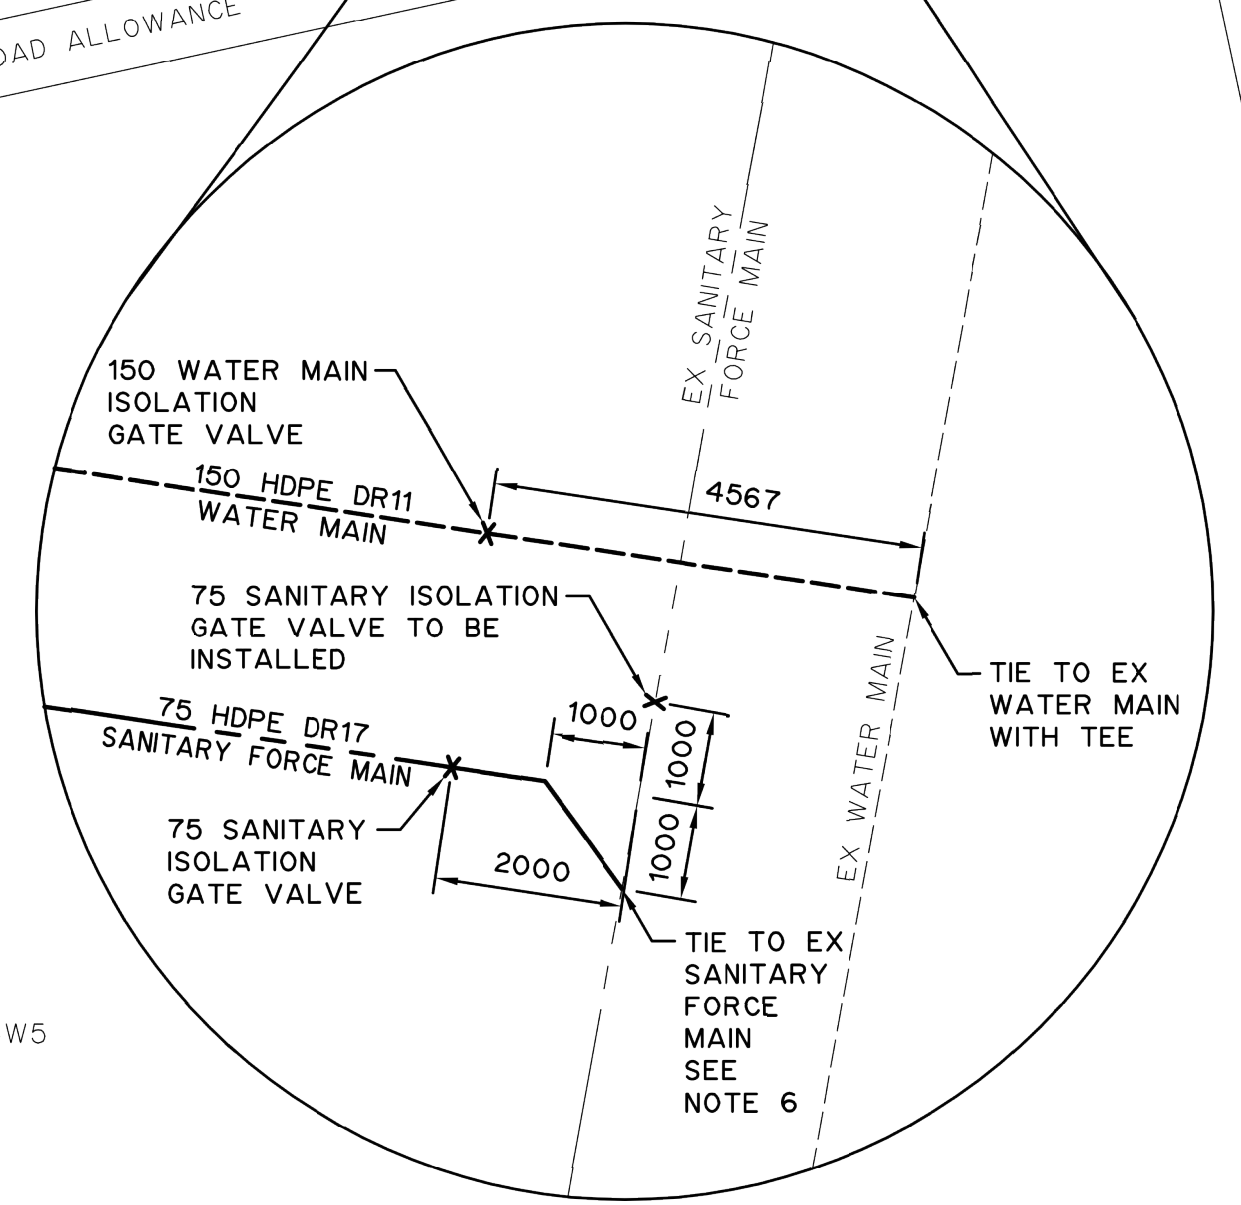 ALLOWANCE
EX SANITARY
FORCE MAIN
150 WATER MAIN
ISOLATION
GATE VALVE
150 HDPE DR11
WATER MAIN
4567
75 SANITARY ISOLATION
GATE VALVE TO BE
INSTALLED
75 HDPE DR17
SANITARY FORCE MAIN
1000
1000
1000
EX WATER MAIN
TIE TO EX
WATER MAIN
WITH TEE
75 SANITARY
ISOLATION
GATE VALVE
2000
TIE TO EX
SANITARY
FORCE
MAIN
SEE
NOTE 6
W5